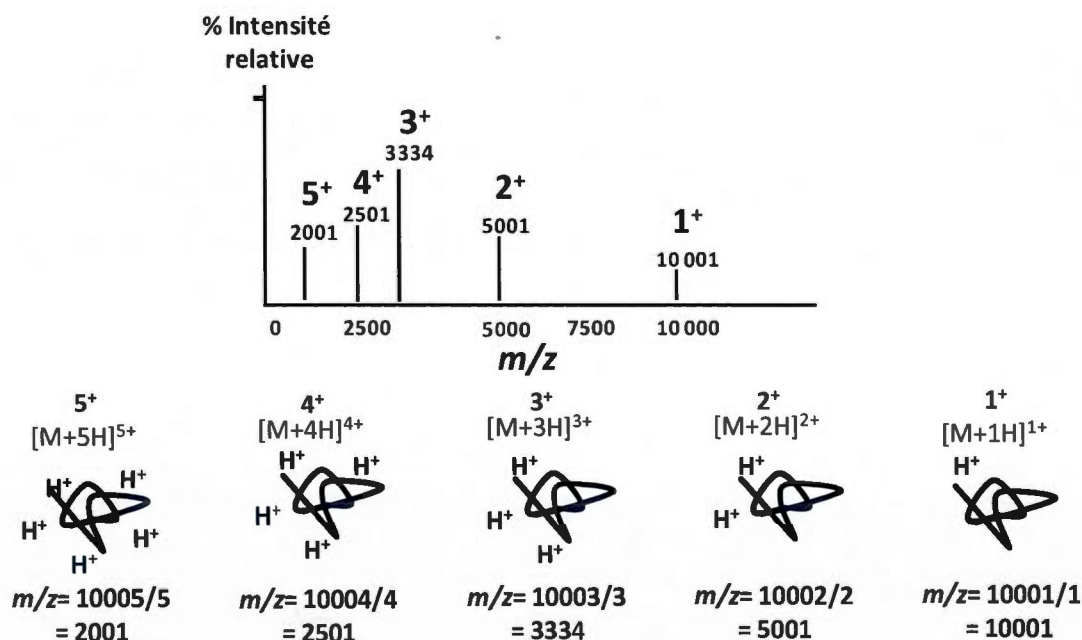 % Intensité
relative
3⁺
3334
5⁺
2001
4⁺
2501
2⁺
5001
1⁺
10 001
0 2500 5000 7500 10 000
m/z
5⁺ 4⁺ 3⁺ 2⁺ 1⁺
[M+5H]⁵⁺ [M+4H]⁴⁺ [M+3H]³⁺ [M+2H]²⁺ [M+1H]¹⁺
H⁺ H⁺ H⁺ H⁺ H⁺
H⁺ H⁺ H⁺ H⁺
H⁺ H⁺ H⁺
H⁺ H⁺ H⁺
m/z= 10005/5 m/z= 10004/4 m/z= 10003/3 m/z= 10002/2 m/z= 10001/1
= 2001 = 2501 = 3334 = 5001 = 10001